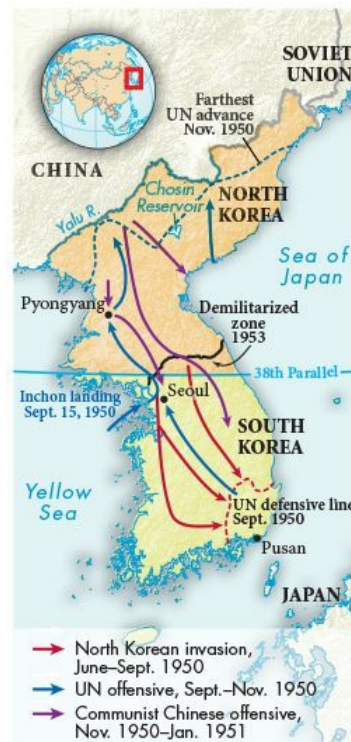 SOVIET
UNION
Farthest
UN advance
Nov. 1950
CHINA
Chosin
Reservoir
NORTH
KOREA
Yalu R.
Sea of
Japan
Pyongyang
Demilitarized
zone
1953
38th Parallel
Inchon landing
Sept. 15, 1950
Seoul
SOUTH
KOREA
Yellow
Sea
UN defensive line
Sept. 1950
Pusan
JAPAN
North Korean invasion,
June–Sept. 1950
UN offensive, Sept.–Nov. 1950
Communist Chinese offensive,
Nov. 1950–Jan. 1951